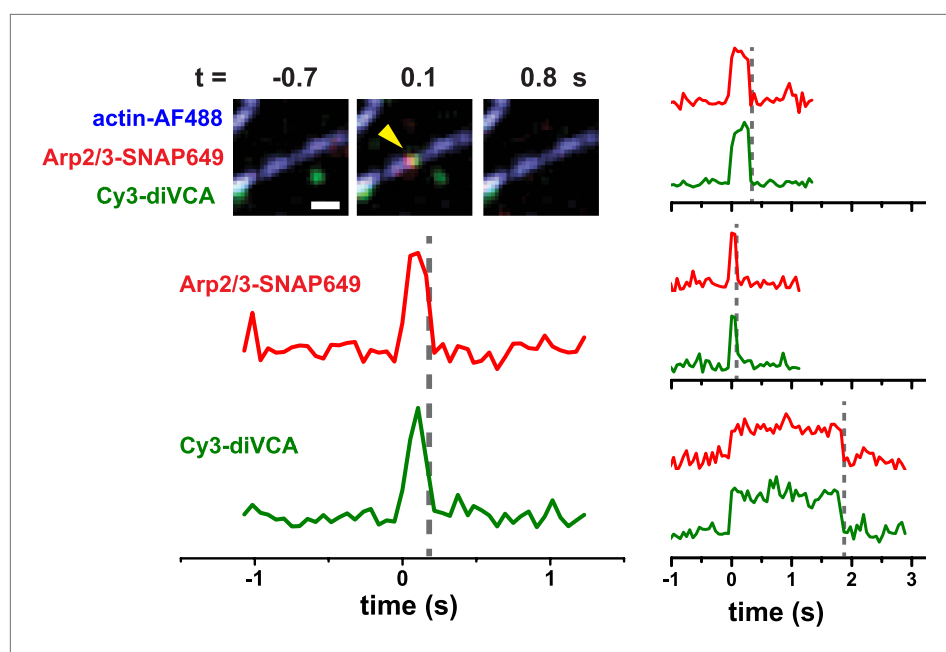 t = -0.7 0.1 0.8 s
actin-AF488
Arp2/3-SNAP649
Cy3-diVCA
Arp2/3-SNAP649
Cy3-diVCA
-1 0 1
time (s)
-1 0 1 2 3
time (s)